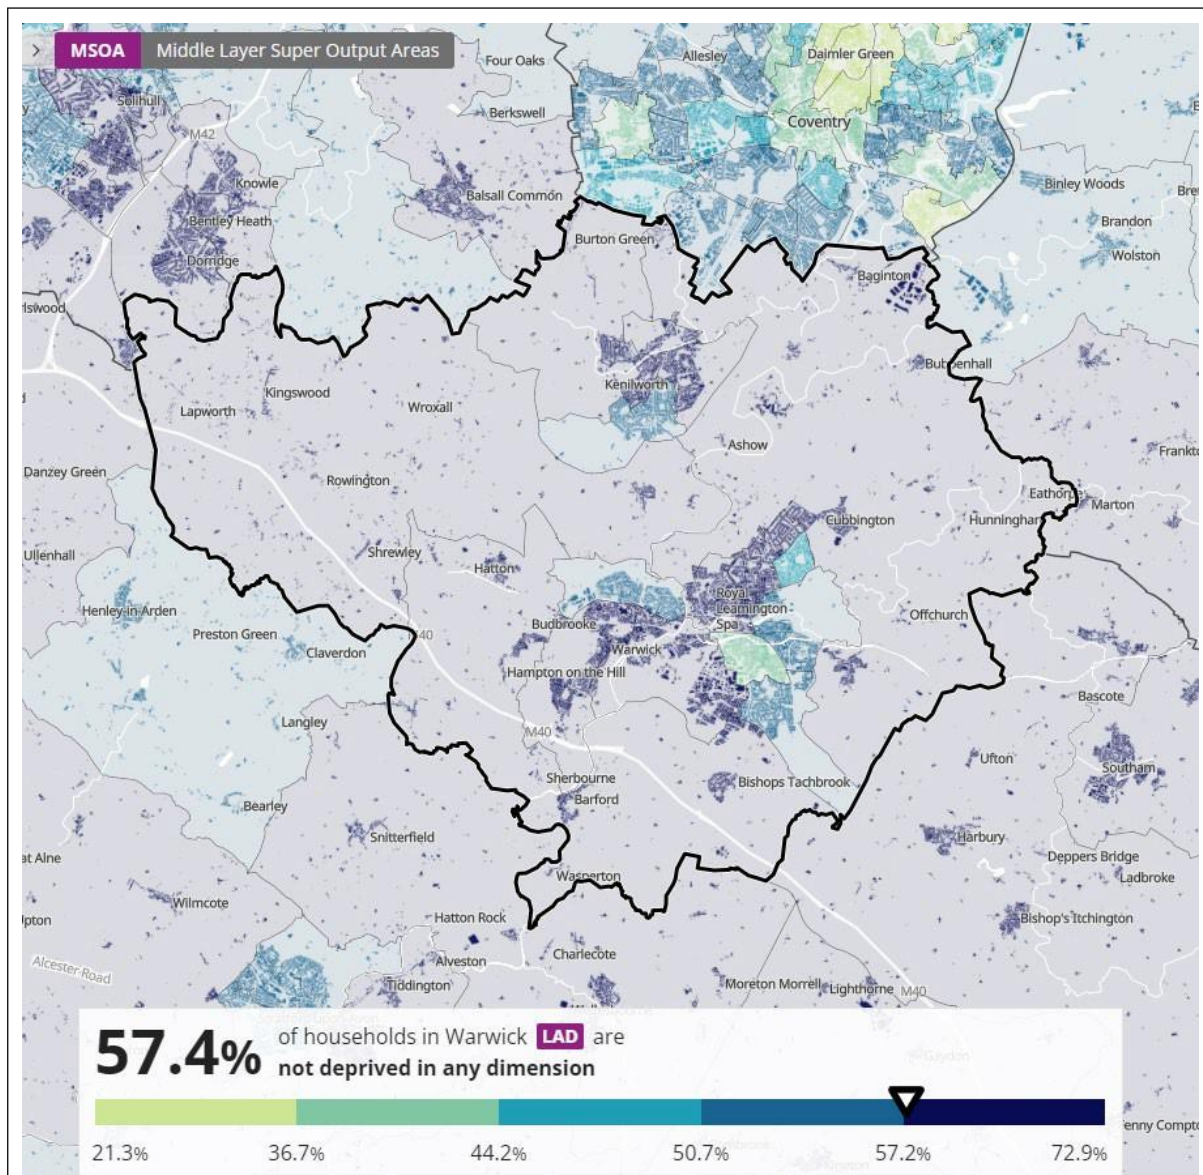 MSOA Middle Layer Super Output Areas
Four Oaks
Allesley
Daimler Green
Solihull
Berkswell
Coventry
M42
Knowle
Balsall Common
Binley Woods
Bentley Heath
Brandon
Burton Green
Dorridge
Wolston
Baginton
Bubbenhall
Kenilworth
Kingswood
Lapworth
Wroxall
Ashow
Danzey Green
Rowington
Eathorpe
Marton
Cubbington
Hunningham
Ullenhall
Shrewley
Hatton
Henley-in-Arden
Royal
Leamington
Spa
Offchurch
Budbrooke
Preston Green
M40
Claverdon
Warwick
Hampton on the Hill
Bascote
Langley
M40
Ufton
Southam
Sherbourne
Bishops Tachbrook
Barford
Bearley
Snitterfield
Harbury
at Alne
Deppers Bridge
Wasperton
Ladbroke
Wilmcote
Hatton Rock
Bishop's Itchington
Charlecote
Alveston
Alcester Road
Tiddington
Moreton Morrell
Lighthorne
M40
57.4% of households in Warwick LAD are
not deprived in any dimension
Gaydon
21.3% 36.7% 44.2% 50.7% 57.2% 72.9%